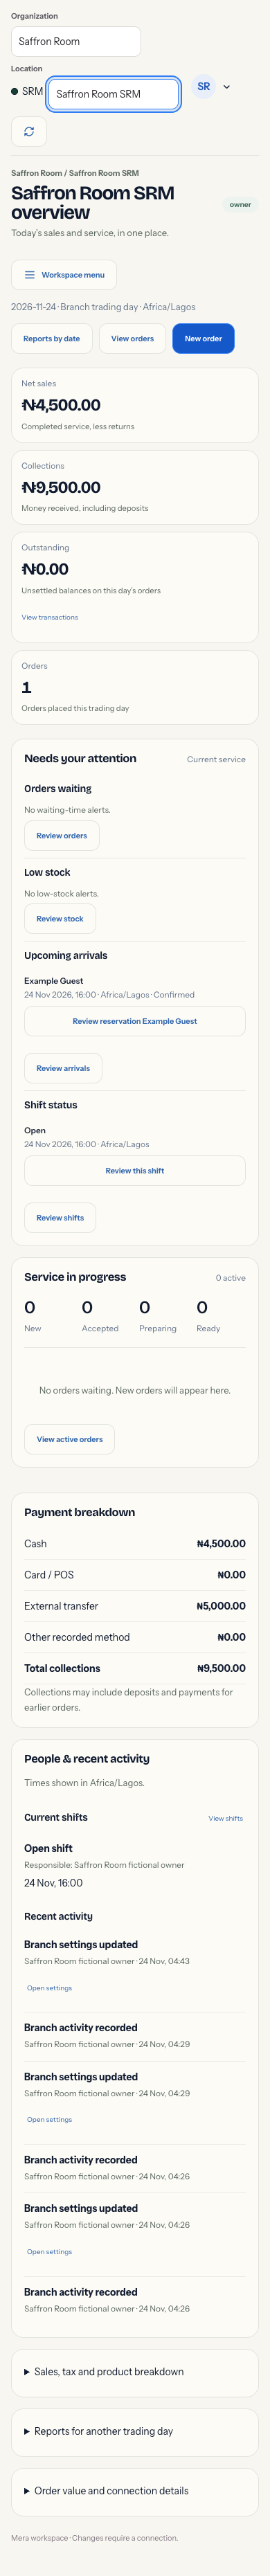 Organization
Saffron Room
Location
SRM
Saffron Room SRM
SR
Saffron Room / Saffron Room SRM
Saffron Room SRM
overview
owner
Today's sales and service, in one place.
Workspace menu
2026-11-24 · Branch trading day · Africa/Lagos
Reports by date
View orders
New order
Net sales
₦4,500.00
Completed service, less returns
Collections
₦9,500.00
Money received, including deposits
Outstanding
₦0.00
Unsettled balances on this day's orders
View transactions
Orders
1
Orders placed this trading day
Needs your attention
Current service
Orders waiting
No waiting-time alerts.
Review orders
Low stock
No low-stock alerts.
Review stock
Upcoming arrivals
Example Guest
24 Nov 2026, 16:00 · Africa/Lagos · Confirmed
Review reservation Example Guest
Review arrivals
Shift status
Open
24 Nov 2026, 16:00 · Africa/Lagos
Review this shift
Review shifts
Service in progress
0 active
0 0 0 0
New Accepted Preparing Ready
No orders waiting. New orders will appear here.
View active orders
Payment breakdown
Cash ₦4,500.00
Card / POS ₦0.00
External transfer ₦5,000.00
Other recorded method ₦0.00
Total collections ₦9,500.00
Collections may include deposits and payments for
earlier orders.
People & recent activity
Times shown in Africa/Lagos.
Current shifts
View shifts
Open shift
Responsible: Saffron Room fictional owner
24 Nov, 16:00
Recent activity
Branch settings updated
Saffron Room fictional owner · 24 Nov, 04:43
Open settings
Branch activity recorded
Saffron Room fictional owner · 24 Nov, 04:29
Branch settings updated
Saffron Room fictional owner · 24 Nov, 04:29
Open settings
Branch activity recorded
Saffron Room fictional owner · 24 Nov, 04:26
Branch settings updated
Saffron Room fictional owner · 24 Nov, 04:26
Open settings
Branch activity recorded
Saffron Room fictional owner · 24 Nov, 04:26
Sales, tax and product breakdown
Reports for another trading day
Order value and connection details
Mera workspace · Changes require a connection.